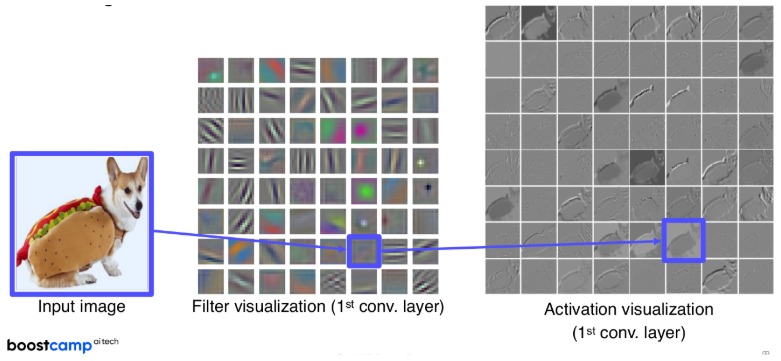 Input image
Filter visualization (1st conv. layer)
Activation visualization
(1st conv. layer)
boostcamp ai tech